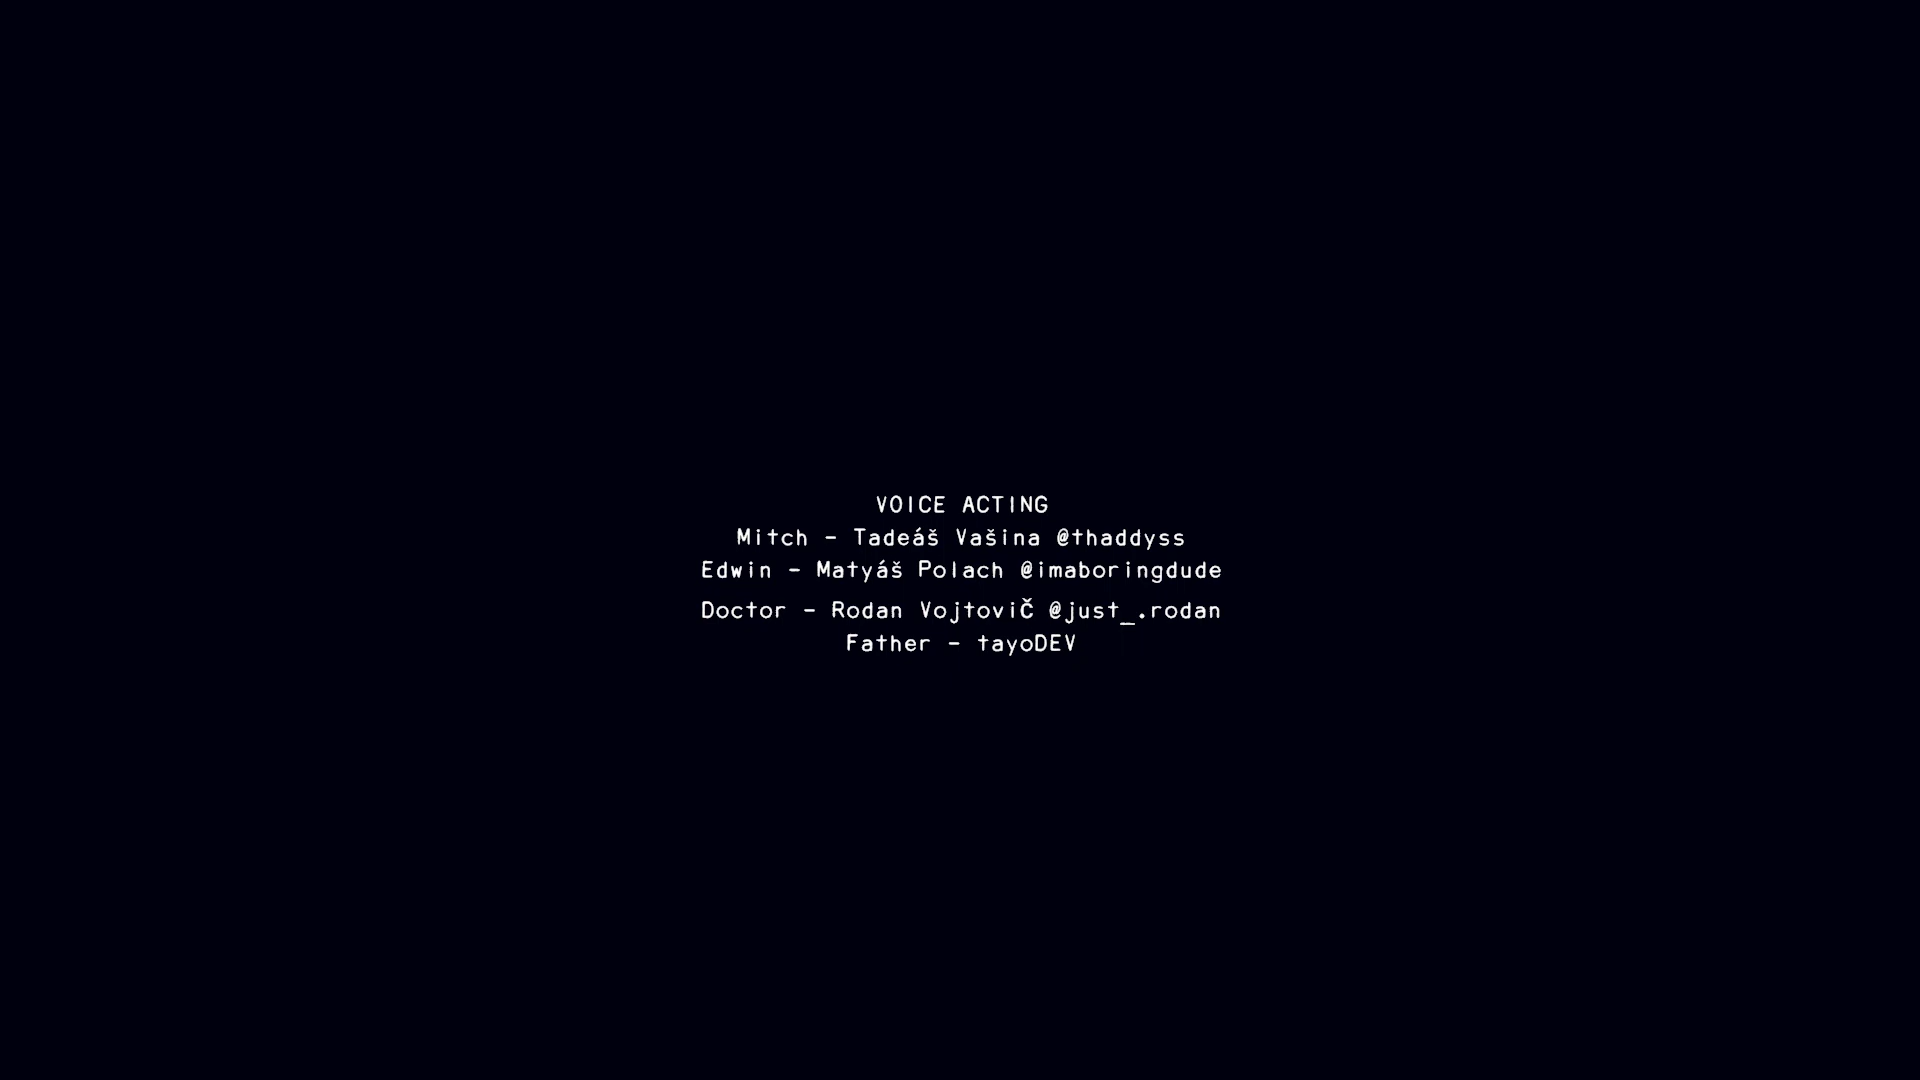 VOICE ACTING
Mitch - Tadeáš Vašina @thaddyss
Edwin - Matyáš Polach @imaboringdude
Doctor - Rodan VojtoviČ @just_.rodan
Father - tayoDEV